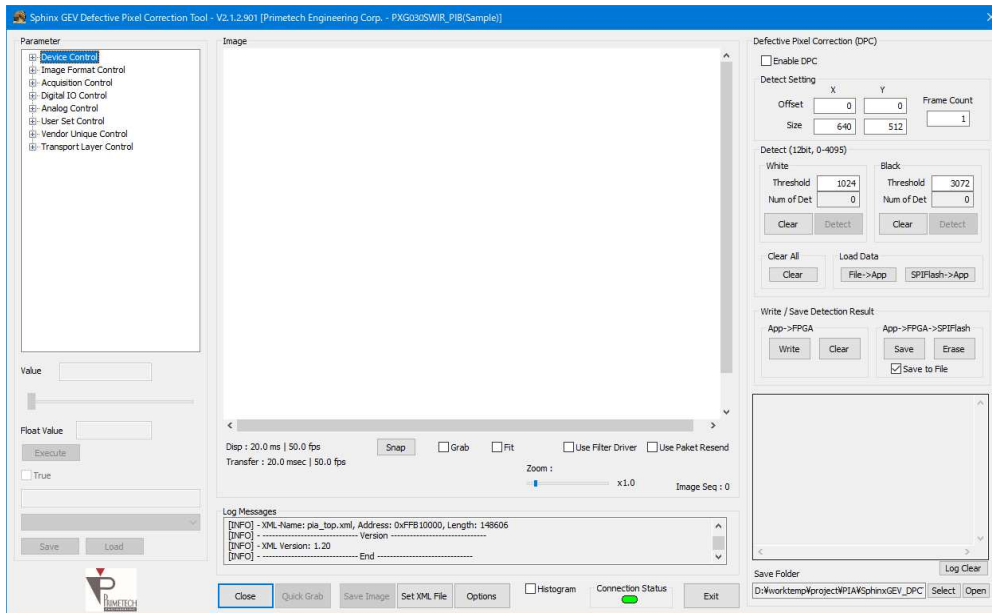 Sphinx GEV Defective Pixel Correction Tool - V2.1.2.901 [Primetech Engineering Corp. - PXG030SWIR_PIB(Sample)]
Parameter
Device Control
Image Format Control
Acquisition Control
Digital IO Control
Analog Control
User Set Control
Vendor Unique Control
Transport Layer Control
Value
Float Value
Execute
True
Save Load
PRIMETECH
ENGINEERING
Image
Disp : 20.0 ms | 50.0 fps
Transfer : 20.0 msec | 50.0 fps
Snap Grab Fit Use Filter Driver Use Paket Resend
Zoom :
x1.0
Image Seq : 0
Log Messages
[INFO] - XML-Name: pia_top.xml, Address: 0xFFB10000, Length: 148606
[INFO] - ------------------------------ Version ------------------------------
[INFO] - XML Version: 1.20
[INFO] - ------------------------------ End ------------------------------
Close Quick Grab Save Image Set XML File Options Histogram Connection Status Exit
Defective Pixel Correction (DPC)
Enable DPC
Detect Setting
X Y
Offset 0 0 Frame Count
Size 640 512 1
Detect (12bit, 0-4095)
White Black
Threshold 1024 Threshold 3072
Num of Det 0 Num of Det 0
Clear Detect Clear Detect
Clear All Load Data
Clear File->App SPIFlash->App
Write / Save Detection Result
App->FPGA App->FPGA->SPIFlash
Write Clear Save Erase
Save to File
Log Clear
Save Folder
D:¥worktemp¥project¥PIA¥SphinxGEV_DPC Select Open